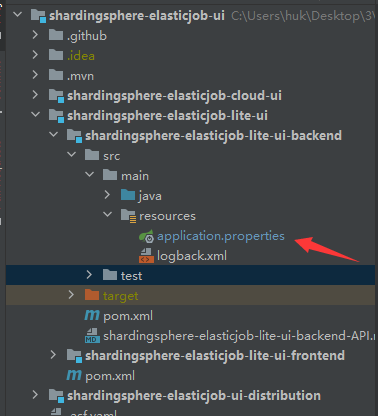 shardingsphere-elasticjob-ui C:\Users\huk\Desktop\3\
.github
.idea
.mvn
shardingsphere-elasticjob-cloud-ui
shardingsphere-elasticjob-lite-ui
shardingsphere-elasticjob-lite-ui-backend
src
main
java
resources
application.properties
logback.xml
test
target
pom.xml
shardingsphere-elasticjob-lite-ui-backend-API.
shardingsphere-elasticjob-lite-ui-frontend
pom.xml
shardingsphere-elasticjob-ui-distribution
.asf.yaml